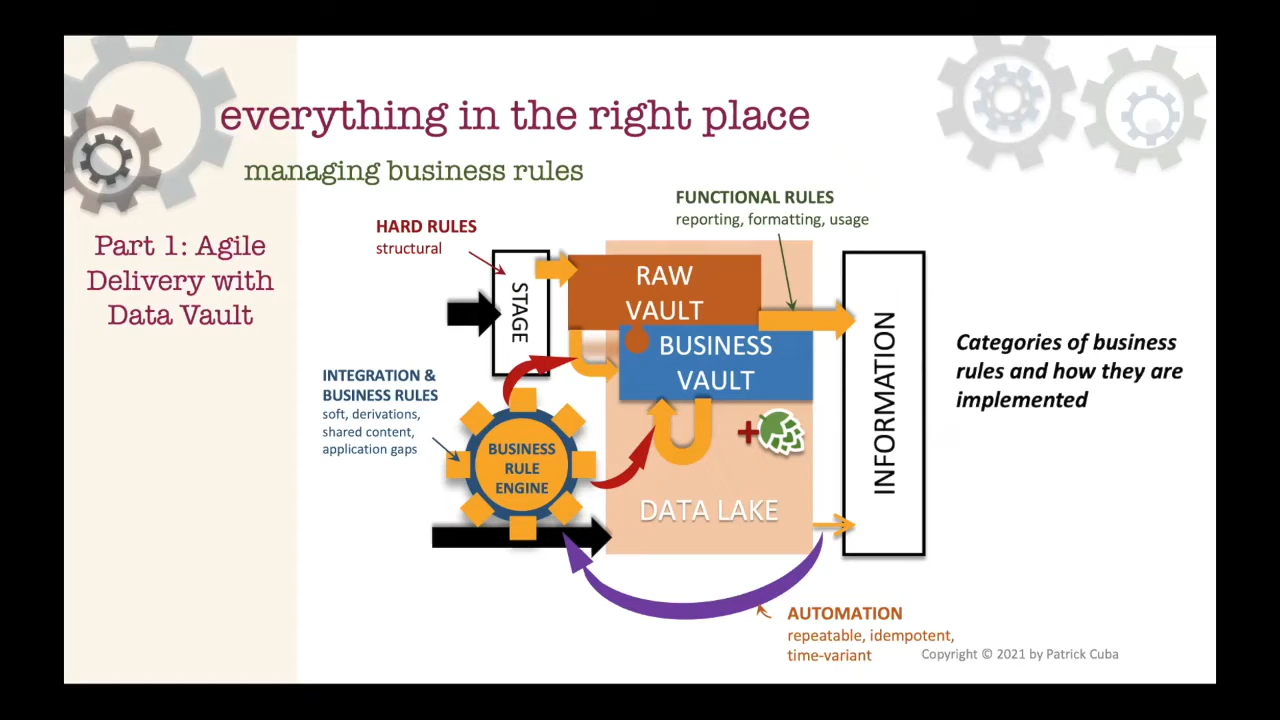 everything in the right place
managing business rules
Part 1: Agile
Delivery with
Data Vault
FUNCTIONAL RULES
reporting, formatting, usage
HARD RULES
structural
STAGE
RAW
VAULT
BUSINESS
VAULT
INFORMATION
Categories of business
rules and how they are
implemented
INTEGRATION &
BUSINESS RULES
soft, derivations,
shared content,
application gaps
BUSINESS
RULE
ENGINE
+
DATA LAKE
AUTOMATION
repeatable, idempotent,
time-variant
Copyright © 2021 by Patrick Cuba